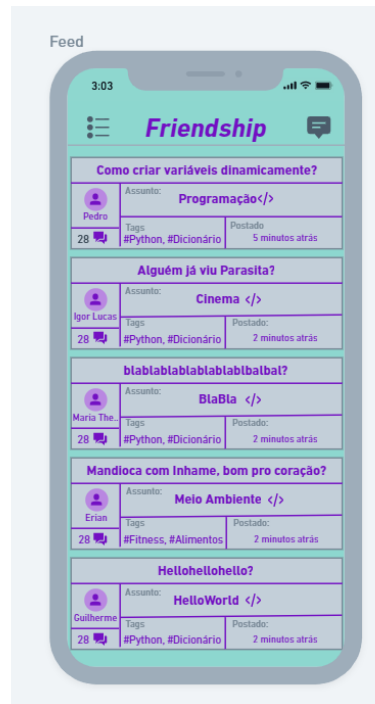 Feed
3:03
Friendship
Como criar variáveis dinamicamente?
Assunto:
Programação</>
Pedro
Tags
Postado
28
#Python, #Dicionário
5 minutos atrás
Alguém já viu Parasita?
Assunto:
Cinema </>
Igor Lucas
Tags
Postado:
28
#Python, #Dicionário
2 minutos atrás
blablablablablablablbalbal?
Assunto:
BlaBla </>
Maria The..
Tags
Postado:
28
#Python, #Dicionário
2 minutos atrás
Mandioca com Inhame, bom pro coração?
Assunto:
Meio Ambiente </>
Erian
Tags
Postado:
28
#Fitness, #Alimentos
2 minutos atrás
Hellohellohello?
Assunto:
HelloWorld </>
Guilherme
Tags
Postado:
28
#Python, #Dicionário
2 minutos atrás